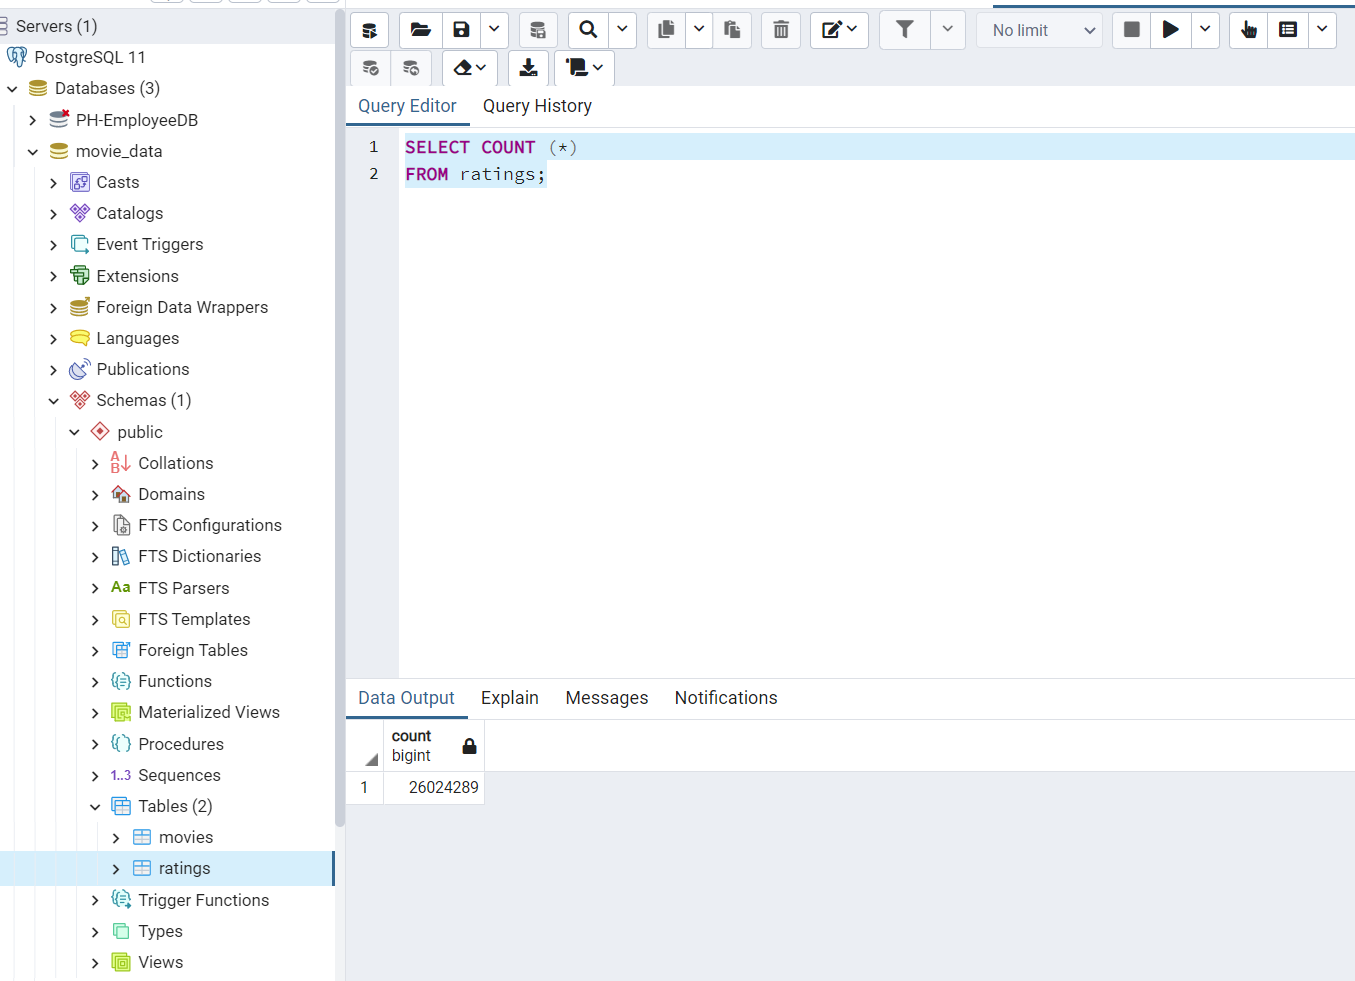 Servers (1)
PostgreSQL 11
Databases (3)
PH-EmployeeDB
movie_data
Casts
Catalogs
Event Triggers
Extensions
Foreign Data Wrappers
Languages
Publications
Schemas (1)
public
Collations
Domains
FTS Configurations
FTS Dictionaries
Aa FTS Parsers
FTS Templates
Foreign Tables
Functions
Materialized Views
Procedures
1..3 Sequences
Tables (2)
movies
ratings
Trigger Functions
Types
Views
No limit
Query Editor Query History
1 SELECT COUNT (*)
2 FROM ratings;
Data Output Explain Messages Notifications
count
bigint
1 26024289